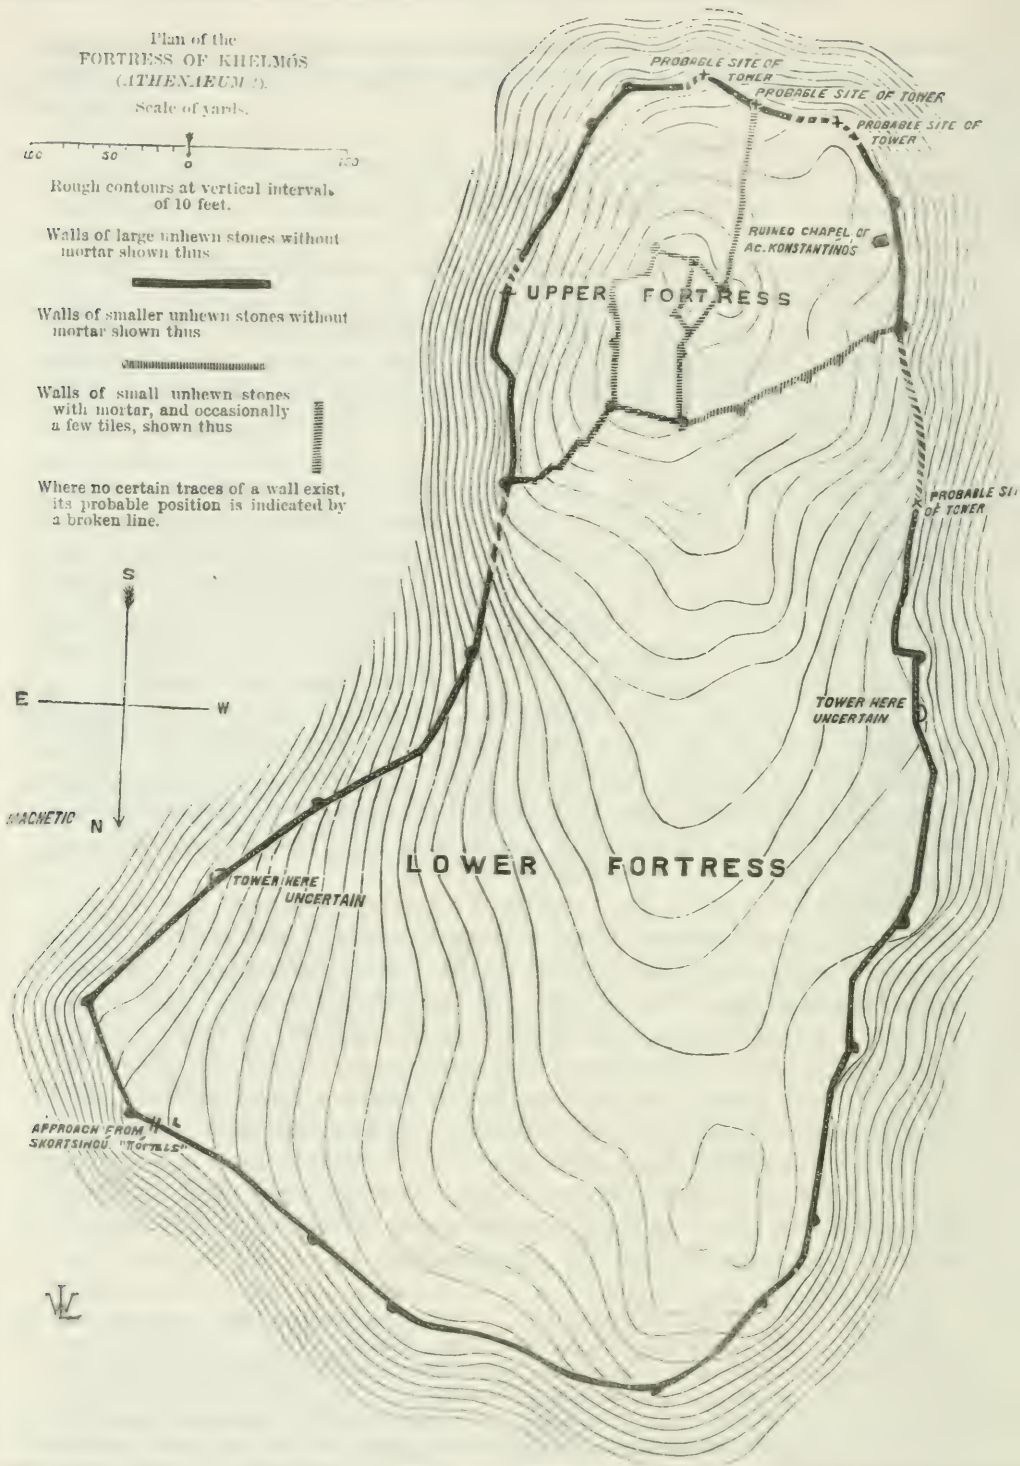 Plan of the
FORTRESS OF KHELMÓS
(ATHENAEUM ?).
Scale of yards.
100 50 0 100
Rough contours at vertical intervals
of 10 feet.
Walls of large unhewn stones without
mortar shown thus
Walls of smaller unhewn stones without
mortar shown thus
Walls of small unhewn stones
with mortar, and occasionally
a few tiles, shown thus
Where no certain traces of a wall exist,
its probable position is indicated by
a broken line.
S
E W
MAGNETIC N
PROBABLE SITE OF
TOWER
PROBABLE SITE OF TOWER
PROBABLE SITE OF
TOWER
RUINED CHAPEL OF
AG. KONSTANTINOS
UPPER FORTRESS
PROBABLE SI
OF TOWER
TOWER HERE
UNCERTAIN
LOWER FORTRESS
TOWER HERE
UNCERTAIN
APPROACH FROM
SKORTSINOÚ.